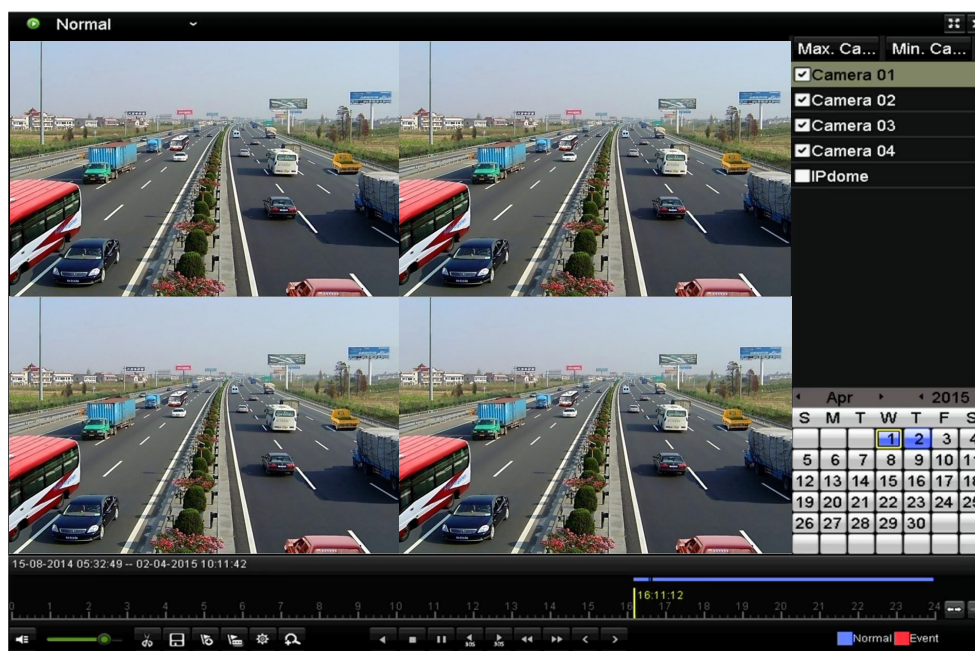 Normal
Max. Ca... Min. Ca...
Camera 01
Camera 02
Camera 03
Camera 04
IPdome
Apr 2015
S M T W T F S
1 2 3 4
5 6 7 8 9 10 11
12 13 14 15 16 17 18
19 20 21 22 23 24 25
26 27 28 29 30
15-08-2014 05:32:49 -- 02-04-2015 10:11:42
16:11:12
0 1 2 3 4 5 6 7 8 9 10 11 12 13 14 15 16 17 18 19 20 21 22 23 24
30S 30S
Normal Event